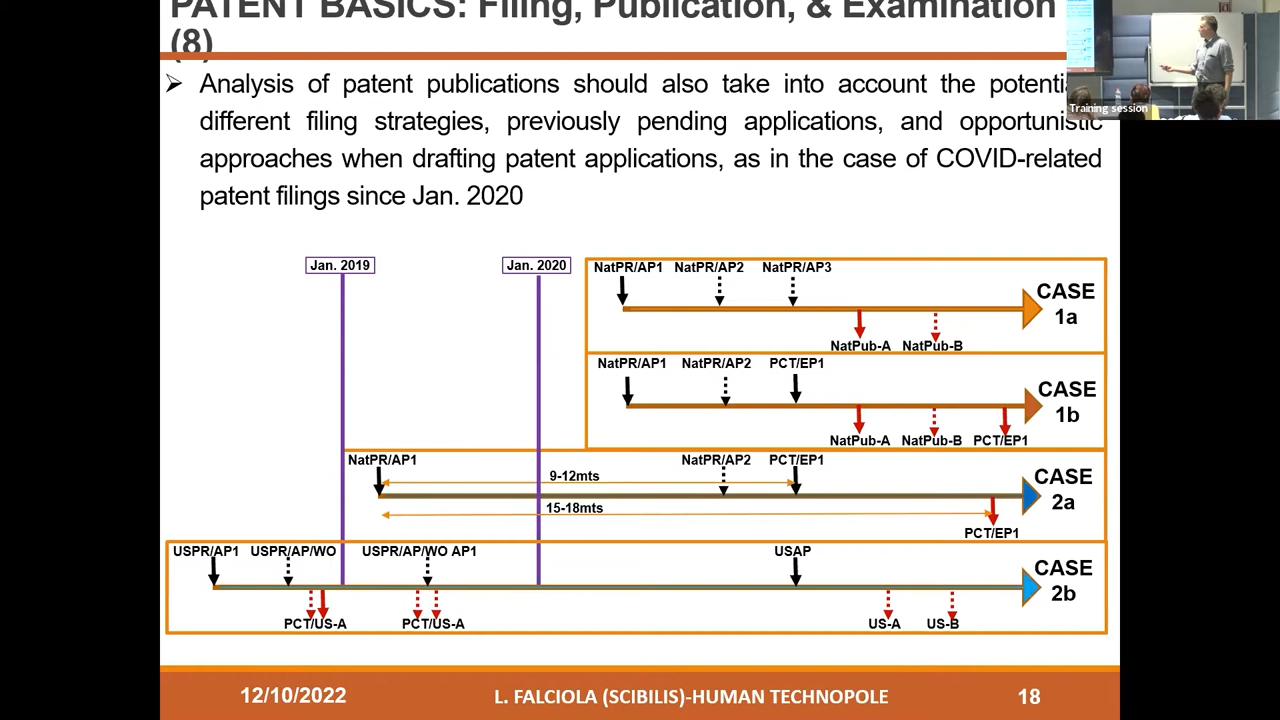 PATENT BASICS: Filing, Publication, & Examination
(8)
Training session
➢ Analysis of patent publications should also take into account the potential
different filing strategies, previously pending applications, and opportunistic
approaches when drafting patent applications, as in the case of COVID-related
patent filings since Jan. 2020
Jan. 2019
Jan. 2020
NatPR/AP1 NatPR/AP2 NatPR/AP3
CASE
1a
NatPub-A NatPub-B
NatPR/AP1 NatPR/AP2 PCT/EP1
CASE
1b
NatPub-A NatPub-B PCT/EP1
NatPR/AP1 NatPR/AP2 PCT/EP1
9-12mts
CASE
2a
15-18mts
PCT/EP1
USPR/AP1 USPR/AP/WO USPR/AP/WO AP1 USAP
CASE
2b
PCT/US-A PCT/US-A US-A US-B
12/10/2022 L. FALCIOLA (SCIBILIS)-HUMAN TECHNOPOLE 18